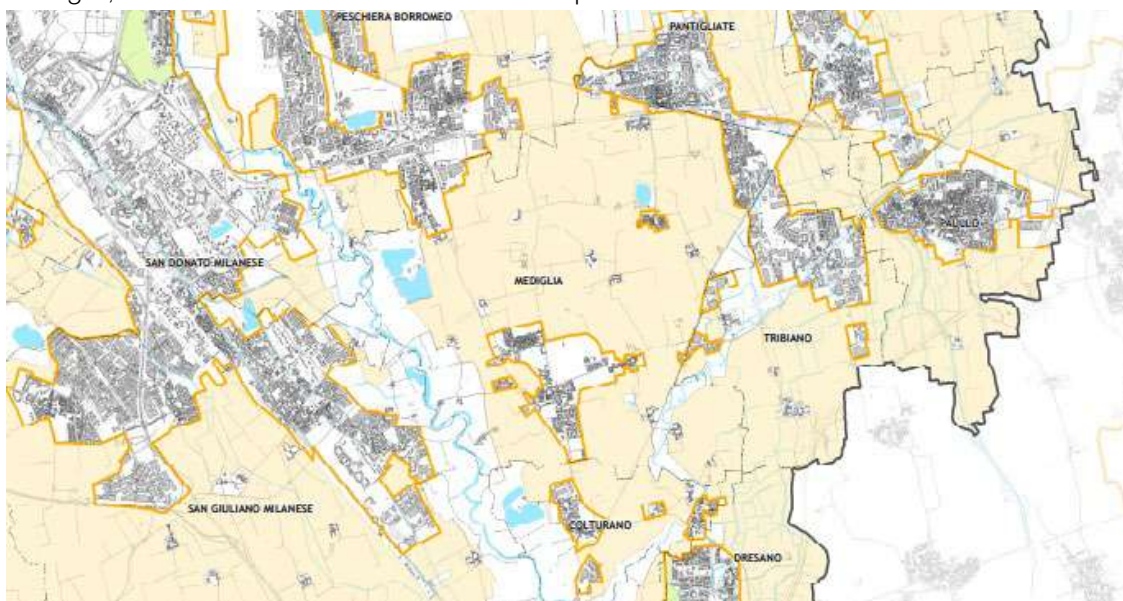 PESCHIERA BORROMEO
PANTIGLIATE
PAULLO
SAN DONATO MILANESE
MEDIGLIA
TRIBIANO
SAN GIULIANO MILANESE
COLTURANO
DRESANO